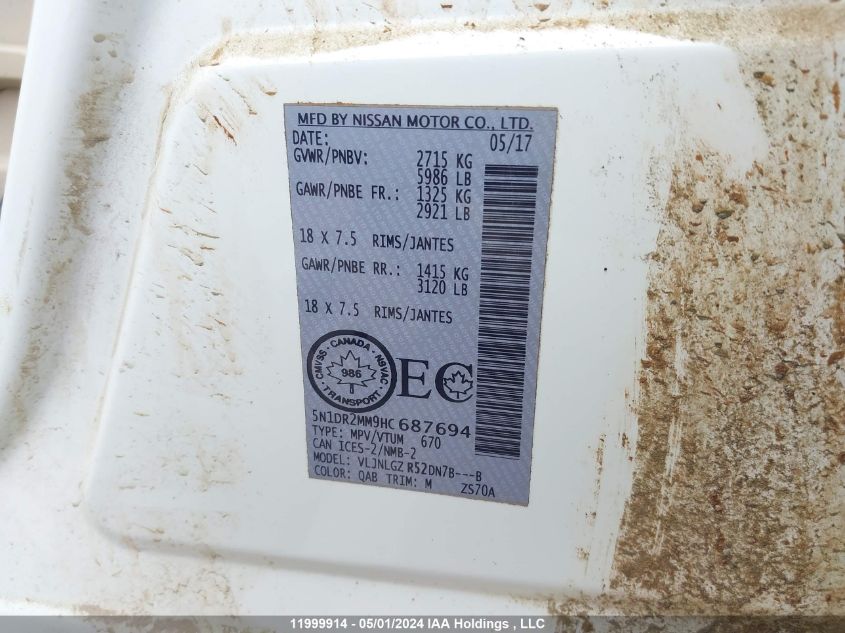 MFD BY NISSAN MOTOR CO., LTD.
DATE: 05/17
GVWR/PNBV: 2715 KG
5986 LB
GAWR/PNBE FR.: 1325 KG
2921 LB
18 X 7.5 RIMS/JANTES
GAWR/PNBE RR.: 1415 KG
3120 LB
18 X 7.5 RIMS/JANTES
CMVSS · CANADA · NSVAC · TRANSPORT ·
986
EC
5N1DR2MM9HC687694
TYPE: MPV/VTUM 670
CAN ICES-2/NMB-2
MODEL: VLJNLGZ R52DN7B---B
COLOR: QAB TRIM: M ZS70A
11999914 - 05/01/2024 IAA Holdings , LLC